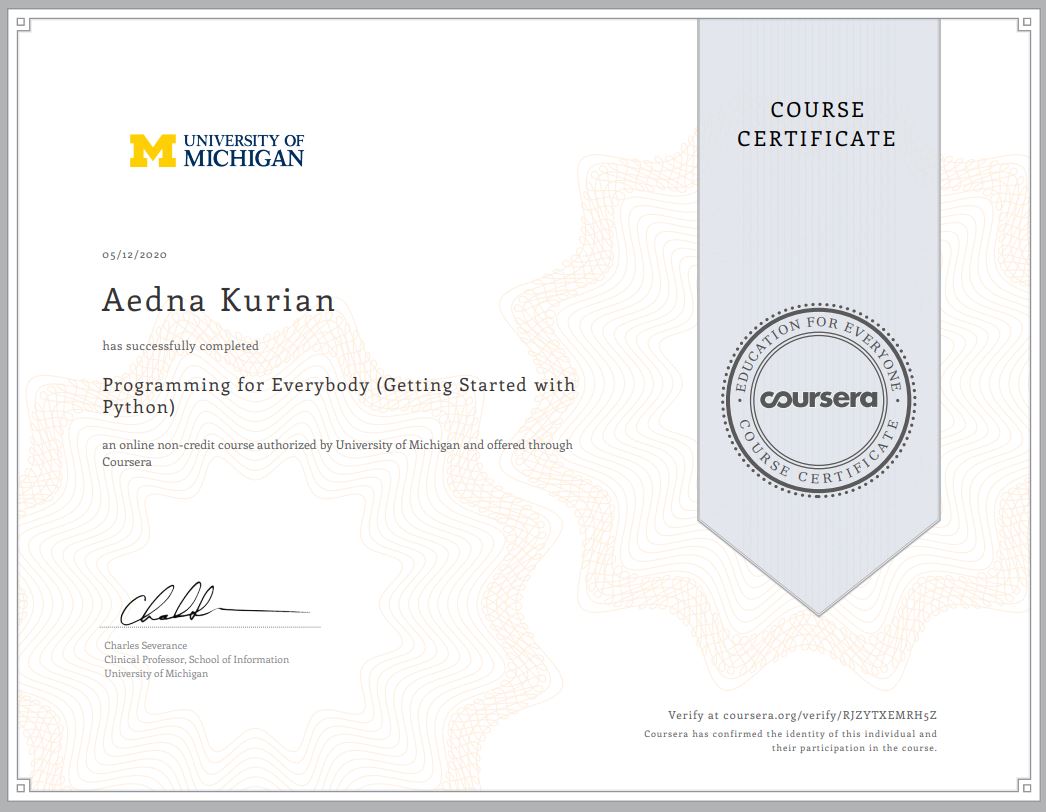 COURSE
CERTIFICATE
UNIVERSITY OF
MICHIGAN
05/12/2020
Aedna Kurian
has successfully completed
Programming for Everybody (Getting Started with
Python)
an online non-credit course authorized by University of Michigan and offered through
Coursera
EDUCATION FOR EVERYONE
coursera
COURSE CERTIFICATE
Charles Severance
Clinical Professor, School of Information
University of Michigan
Verify at coursera.org/verify/RJZYTXEMRH5Z
Coursera has confirmed the identity of this individual and
their participation in the course.